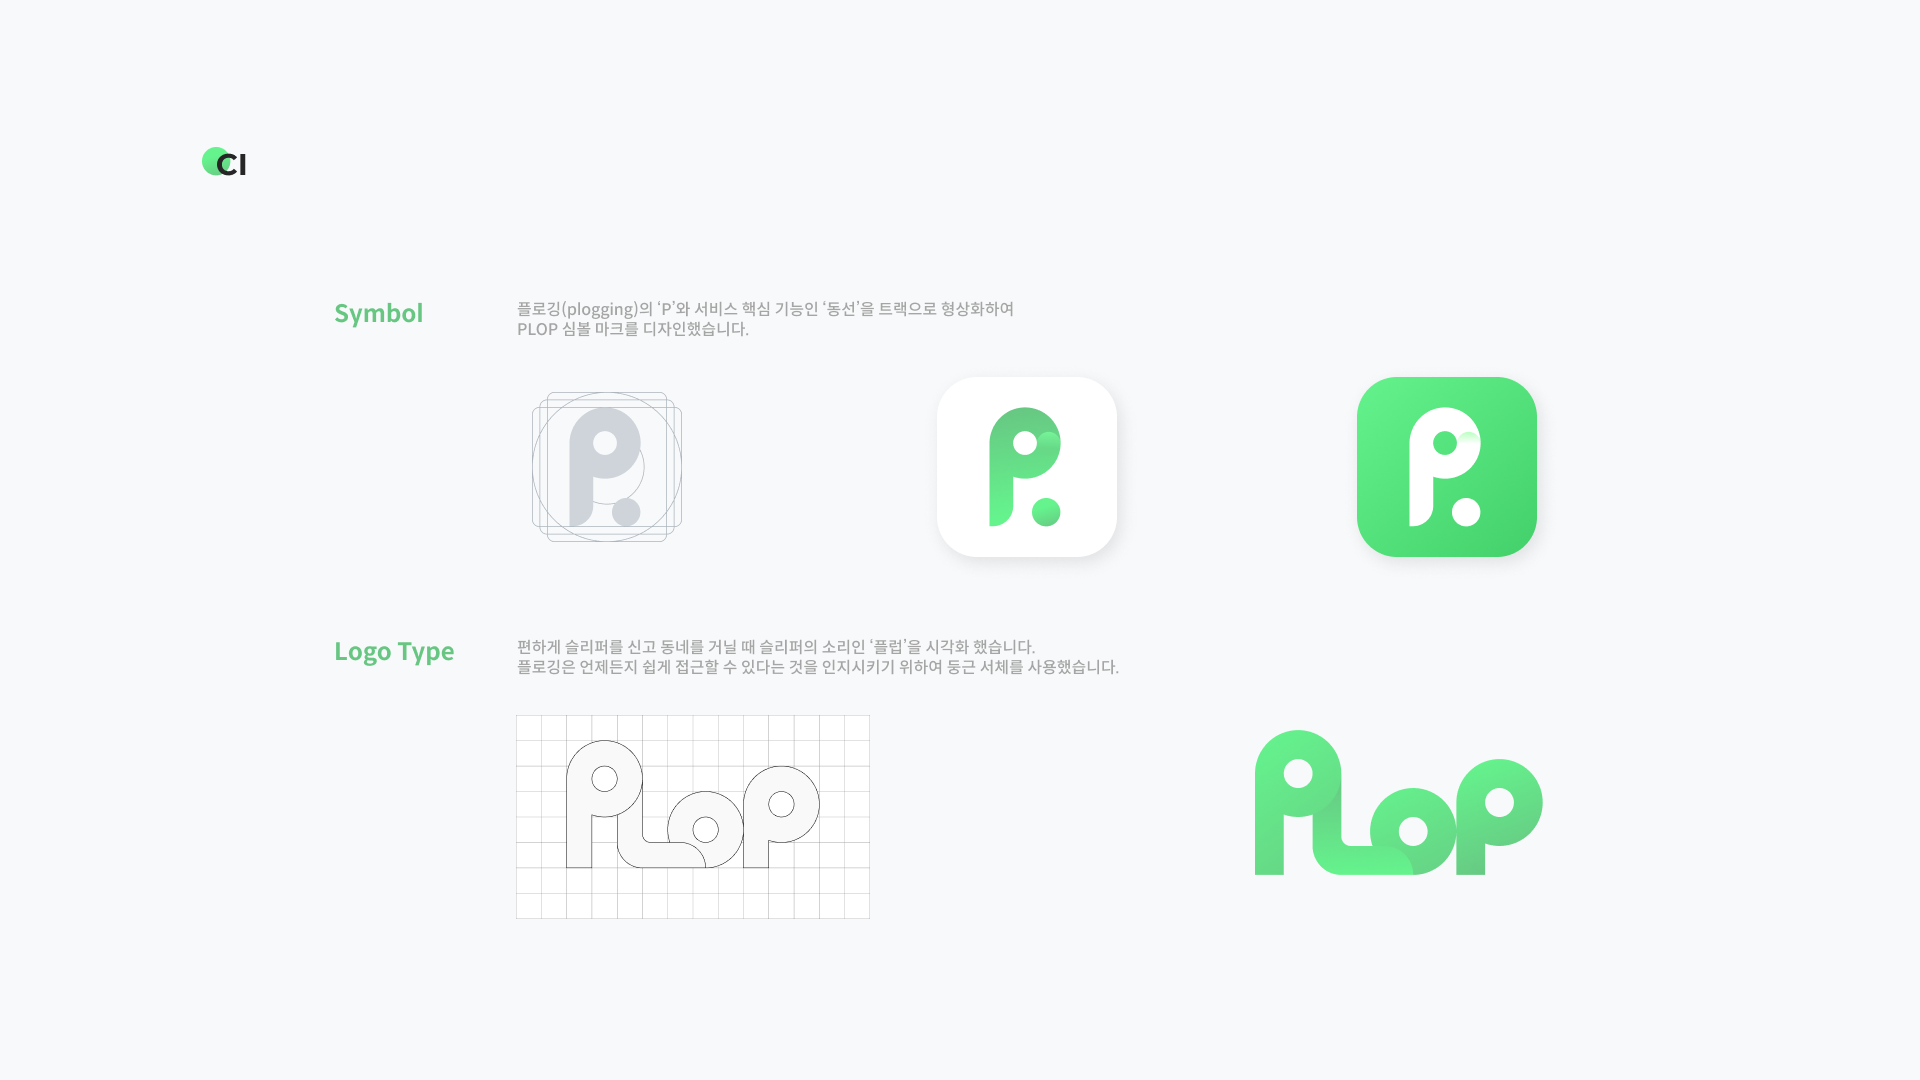 CI
Symbol
플로깅(plogging)의 ‘P’와 서비스 핵심 기능인 ‘동선’을 트랙으로 형상화하여
PLOP 심볼 마크를 디자인했습니다.
P.
P.
P.
Logo Type
편하게 슬리퍼를 신고 동네를 거닐 때 슬리퍼의 소리인 ‘플럽’을 시각화 했습니다.
플로깅은 언제든지 쉽게 접근할 수 있다는 것을 인지시키기 위하여 둥근 서체를 사용했습니다.
PLOP
PLOP